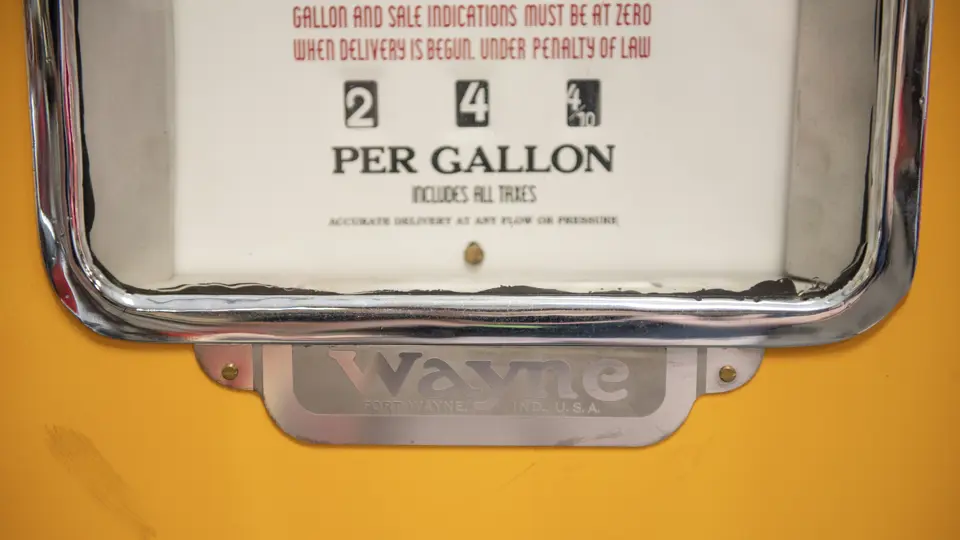 GALLON AND SALE INDICATIONS MUST BE AT ZERO
WHEN DELIVERY IS BEGUN. UNDER PENALTY OF LAW
2 4 4/10
PER GALLON
INCLUDES ALL TAXES
ACCURATE DELIVERY AT ANY FLOW OR PRESSURE
Wayne
FORT WAYNE, IND., U.S.A.